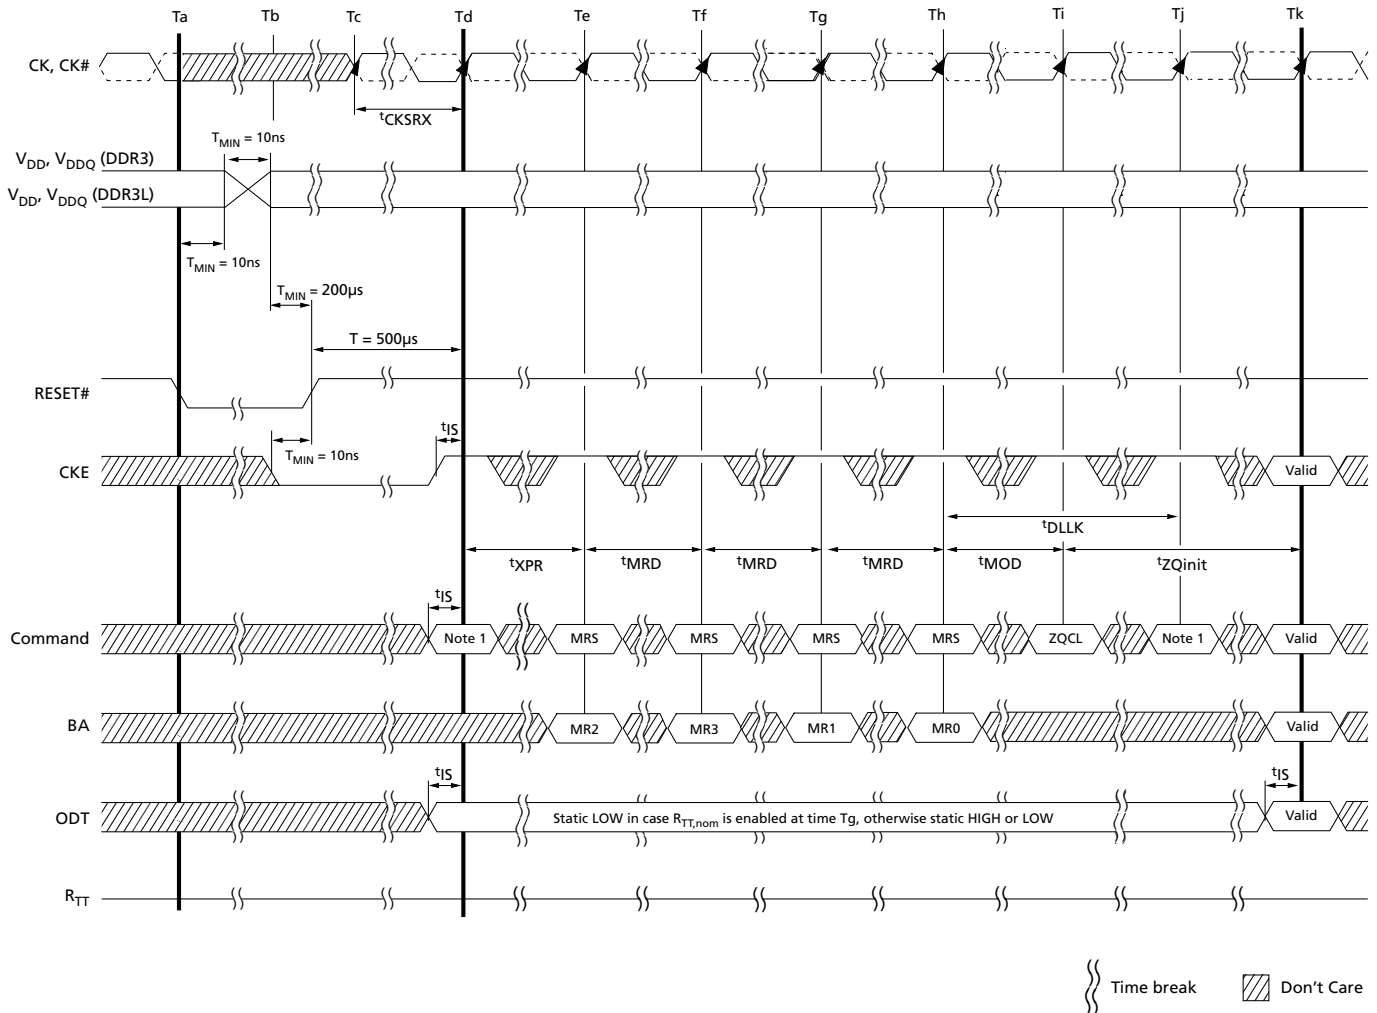 Ta Tb Tc Td Te Tf Tg Th Ti Tj Tk
CK, CK#
tCKSRX
TMIN = 10ns
VDD, VDDQ (DDR3)
VDD, VDDQ (DDR3L)
TMIN = 10ns
TMIN = 200µs
T = 500µs
RESET#
tIS
TMIN = 10ns
CKE
Valid
tDLLK
tXPR tMRD tMRD tMRD tMOD tZQinit
tIS
Command Note 1 MRS MRS MRS MRS ZQCL Note 1 Valid
BA MR2 MR3 MR1 MR0 Valid
tIS tIS
ODT Static LOW in case RTT,nom is enabled at time Tg, otherwise static HIGH or LOW Valid
RTT
Time break Don't Care